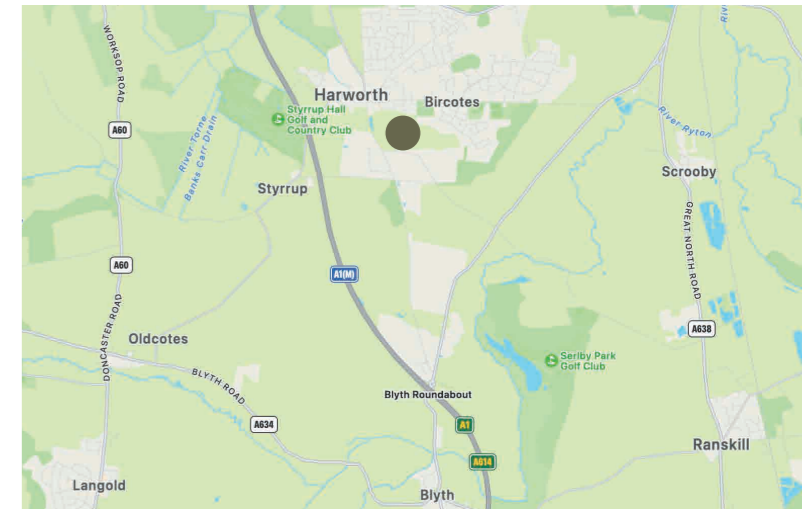 WORKSOP ROAD
Harworth
Bircotes
Styrrup Hall
Golf and
Country Club
A60
River Torne
Banks Carr Drain
River Ryton
Scrooby
Styrrup
GREAT NORTH ROAD
A60
A1(M)
DONCASTER ROAD
Oldcotes
A638
Serlby Park
Golf Club
BLYTH ROAD
Blyth Roundabout
A634
A1
A614
Ranskill
Langold
Blyth